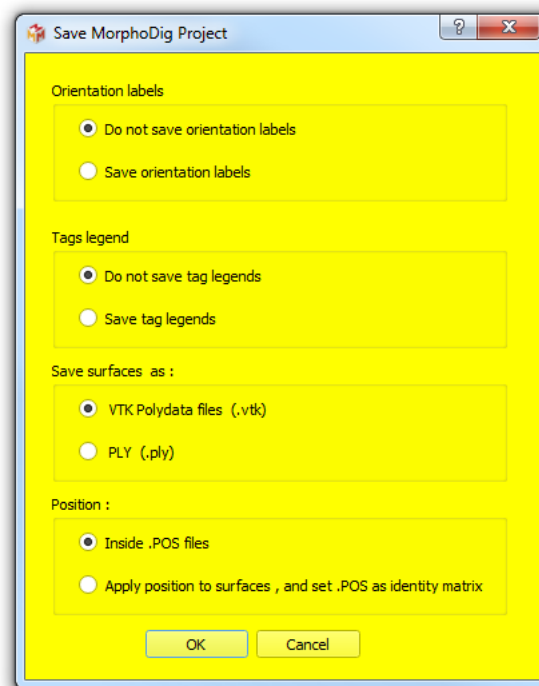 Save MorphoDig Project
Orientation labels
Do not save orientation labels
Save orientation labels
Tags legend
Do not save tag legends
Save tag legends
Save surfaces as :
VTK Polydata files (.vtk)
PLY (.ply)
Position :
Inside .POS files
Apply position to surfaces , and set .POS as identity matrix
OK Cancel